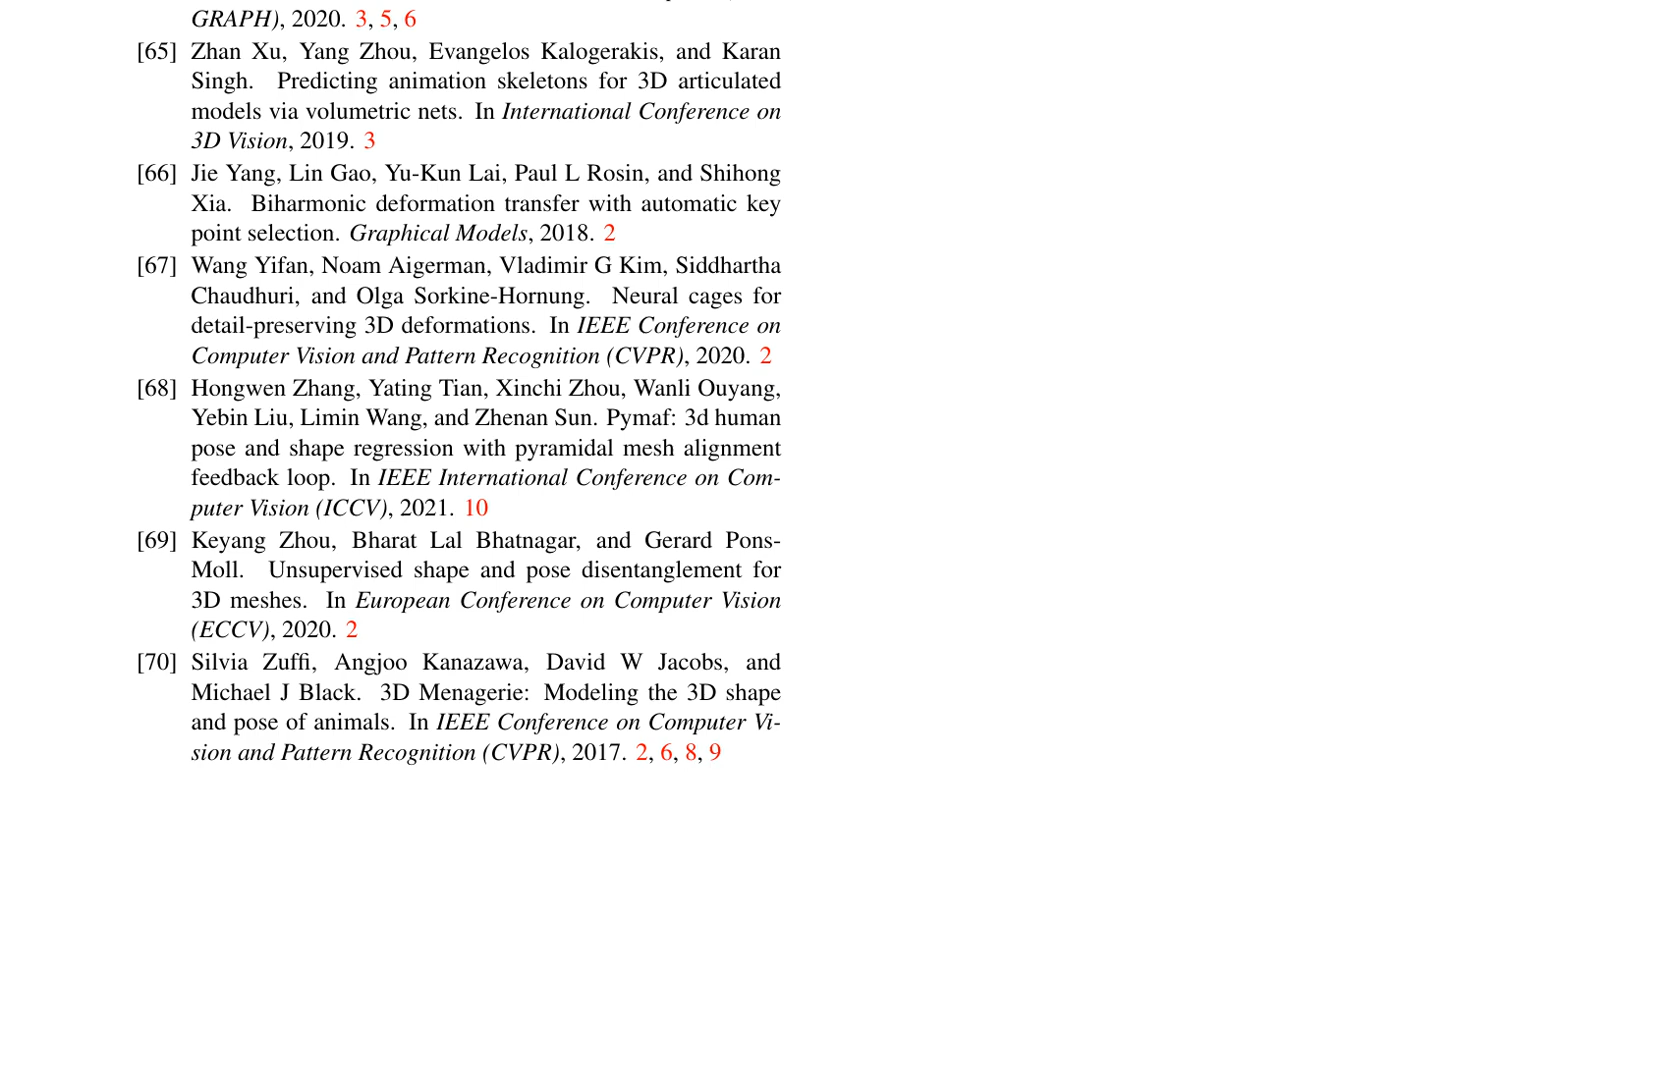 GRAPH), 2020. 3, 5, 6
[65] Zhan Xu, Yang Zhou, Evangelos Kalogerakis, and Karan
Singh. Predicting animation skeletons for 3D articulated
models via volumetric nets. In International Conference on
3D Vision, 2019. 3
[66] Jie Yang, Lin Gao, Yu-Kun Lai, Paul L Rosin, and Shihong
Xia. Biharmonic deformation transfer with automatic key
point selection. Graphical Models, 2018. 2
[67] Wang Yifan, Noam Aigerman, Vladimir G Kim, Siddhartha
Chaudhuri, and Olga Sorkine-Hornung. Neural cages for
detail-preserving 3D deformations. In IEEE Conference on
Computer Vision and Pattern Recognition (CVPR), 2020. 2
[68] Hongwen Zhang, Yating Tian, Xinchi Zhou, Wanli Ouyang,
Yebin Liu, Limin Wang, and Zhenan Sun. Pymaf: 3d human
pose and shape regression with pyramidal mesh alignment
feedback loop. In IEEE International Conference on Com-
puter Vision (ICCV), 2021. 10
[69] Keyang Zhou, Bharat Lal Bhatnagar, and Gerard Pons-
Moll. Unsupervised shape and pose disentanglement for
3D meshes. In European Conference on Computer Vision
(ECCV), 2020. 2
[70] Silvia Zuffi, Angjoo Kanazawa, David W Jacobs, and
Michael J Black. 3D Menagerie: Modeling the 3D shape
and pose of animals. In IEEE Conference on Computer Vi-
sion and Pattern Recognition (CVPR), 2017. 2, 6, 8, 9